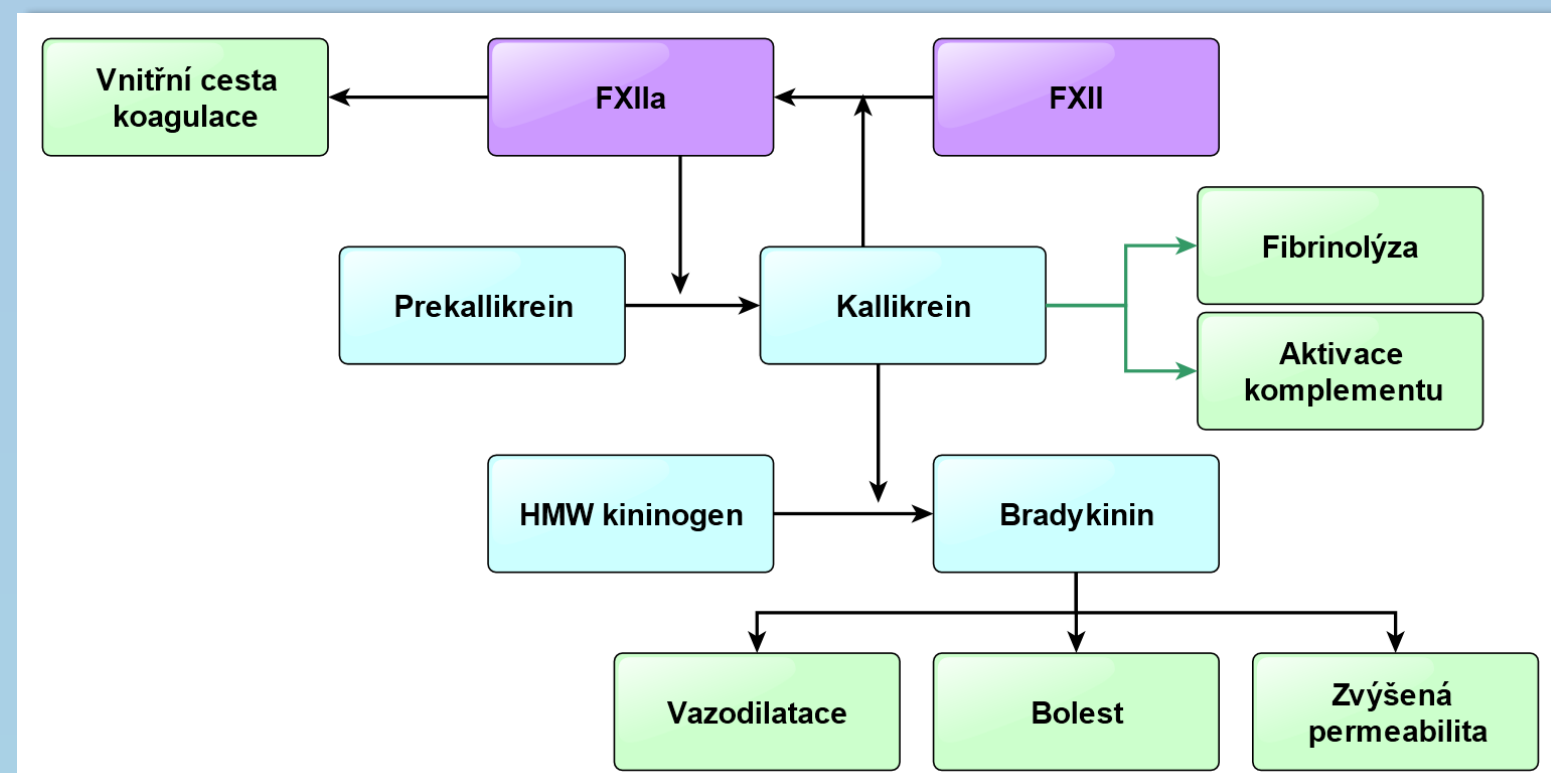 Vnitřní cesta
koagulace
FXIIa
FXII
Prekallikrein
Kallikrein
Fibrinolýza
Aktivace
komplementu
HMW kininogen
Bradykinin
Vazodilatace
Bolest
Zvýšená
permeabilita